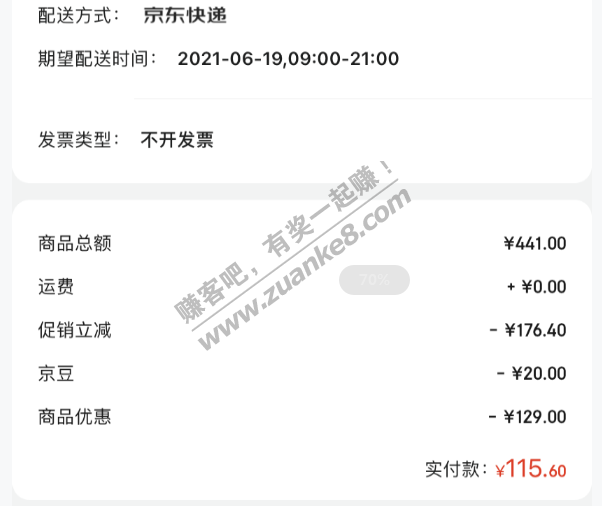 配送方式： 京东快递
期望配送时间： 2021-06-19,09:00-21:00
发票类型： 不开发票
商品总额 ¥441.00
运费 + ¥0.00
促销立减 - ¥176.40
京豆 - ¥20.00
商品优惠 - ¥129.00
实付款：¥115.60
赚客吧，有奖一起赚！
www.zuanke8.com
70%